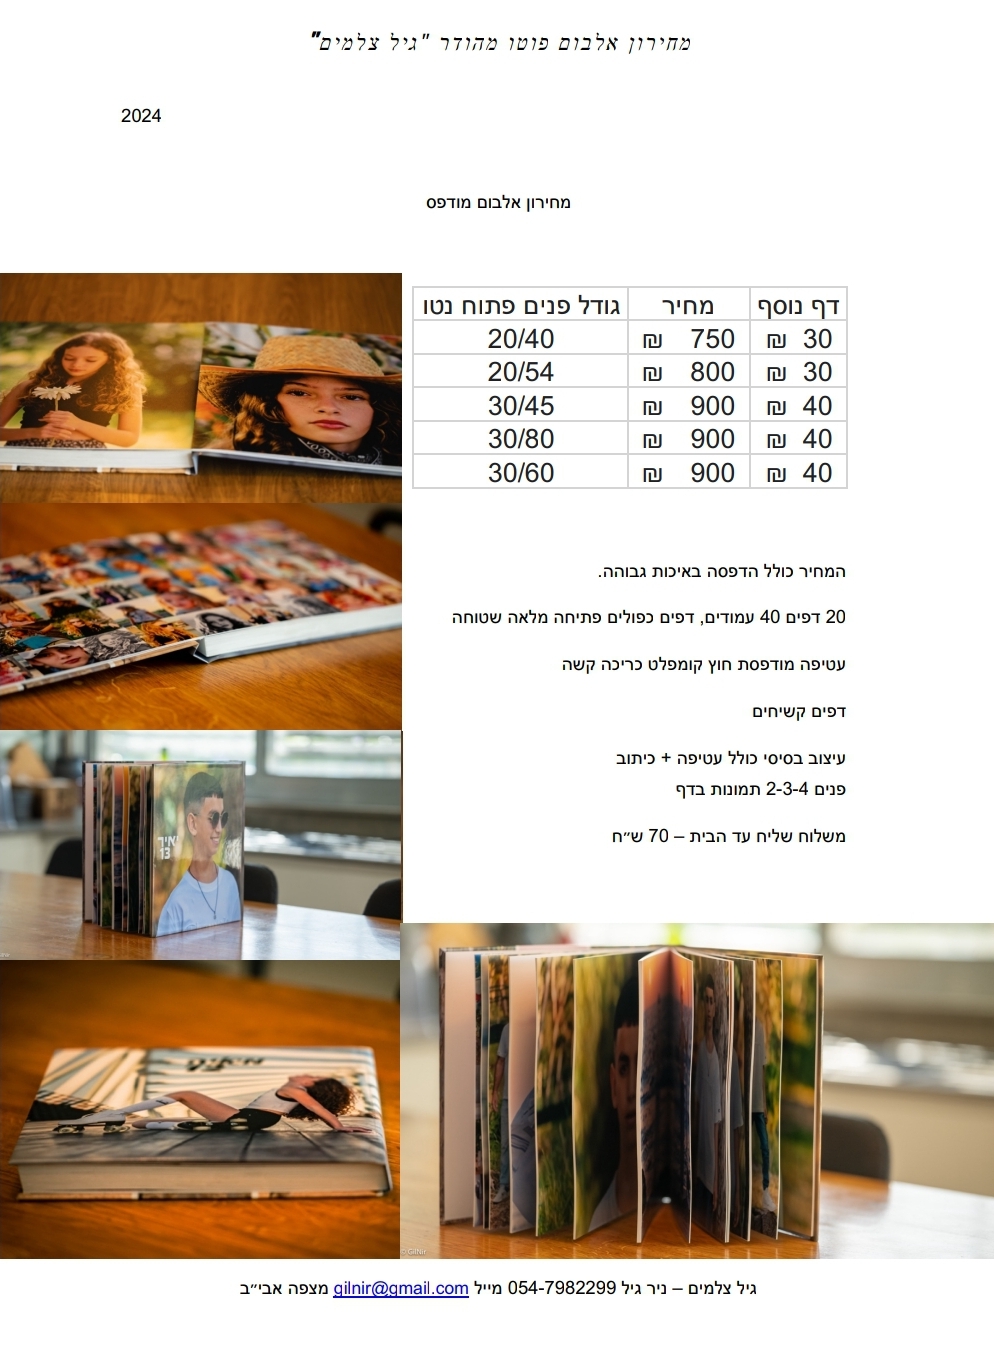 מחירון אלבום פוטו מהודר "גיל צלמים"
2024
מחירון אלבום מודפס
דף נוסף מחיר גודל פנים פתוח נטו
30 ₪ 750 ₪ 20/40
30 ₪ 800 ₪ 20/54
40 ₪ 900 ₪ 30/45
40 ₪ 900 ₪ 30/80
40 ₪ 900 ₪ 30/60
המחיר כולל הדפסה באיכות גבוהה.
20 דפים 40 עמודים, דפים כפולים פתיחה מלאה שטוחה
עטיפה מודפסת חוץ קומפלט כריכה קשה
דפים קשיחים
עיצוב בסיסי כולל עטיפה + כיתוב
פנים 2-3-4 תמונות בדף
משלוח שליח עד הבית – 70 ש״ח
יאיר
13
© GilNir
גיל צלמים – ניר גיל 054-7982299 מייל gilnir@gmail.com מצפה אבי״ב